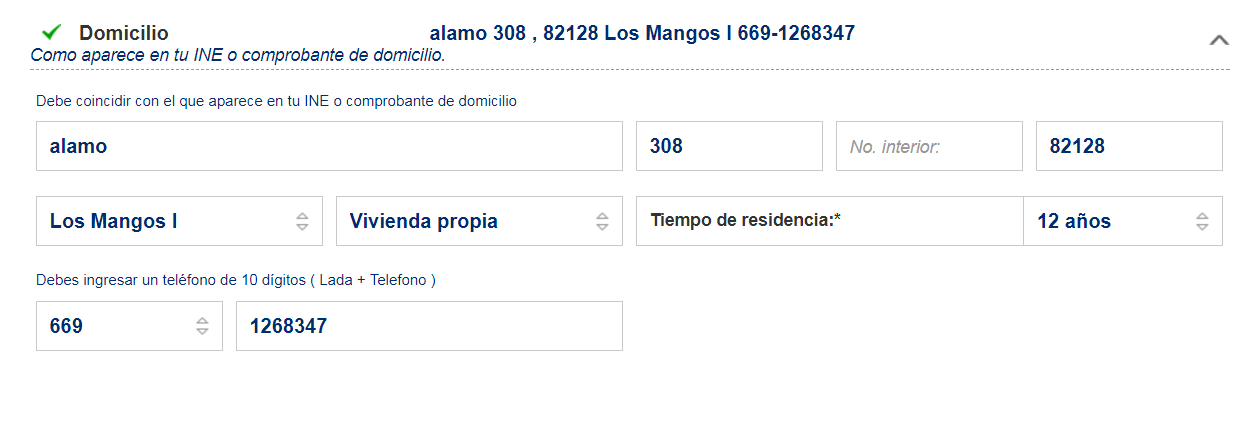 Domicilio alamo 308 , 82128 Los Mangos I 669-1268347
Como aparece en tu INE o comprobante de domicilio.
Debe coincidir con el que aparece en tu INE o comprobante de domicilio
alamo 308 No. interior: 82128
Los Mangos I Vivienda propia Tiempo de residencia:* 12 años
Debes ingresar un teléfono de 10 dígitos ( Lada + Telefono )
669 1268347